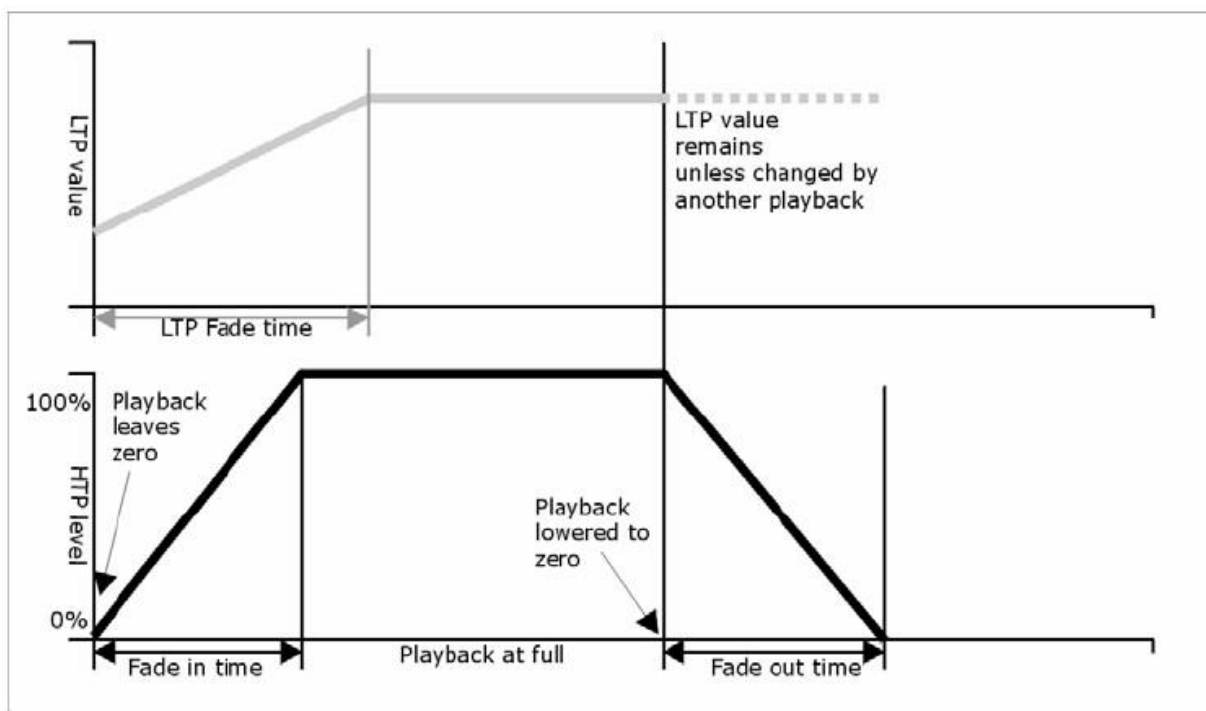 LTP value
LTP value
remains
unless changed by
another playback
LTP Fade time
100%
Playback
leaves
zero
HTP level
Playback
lowered to
zero
0%
Fade in time
Playback at full
Fade out time